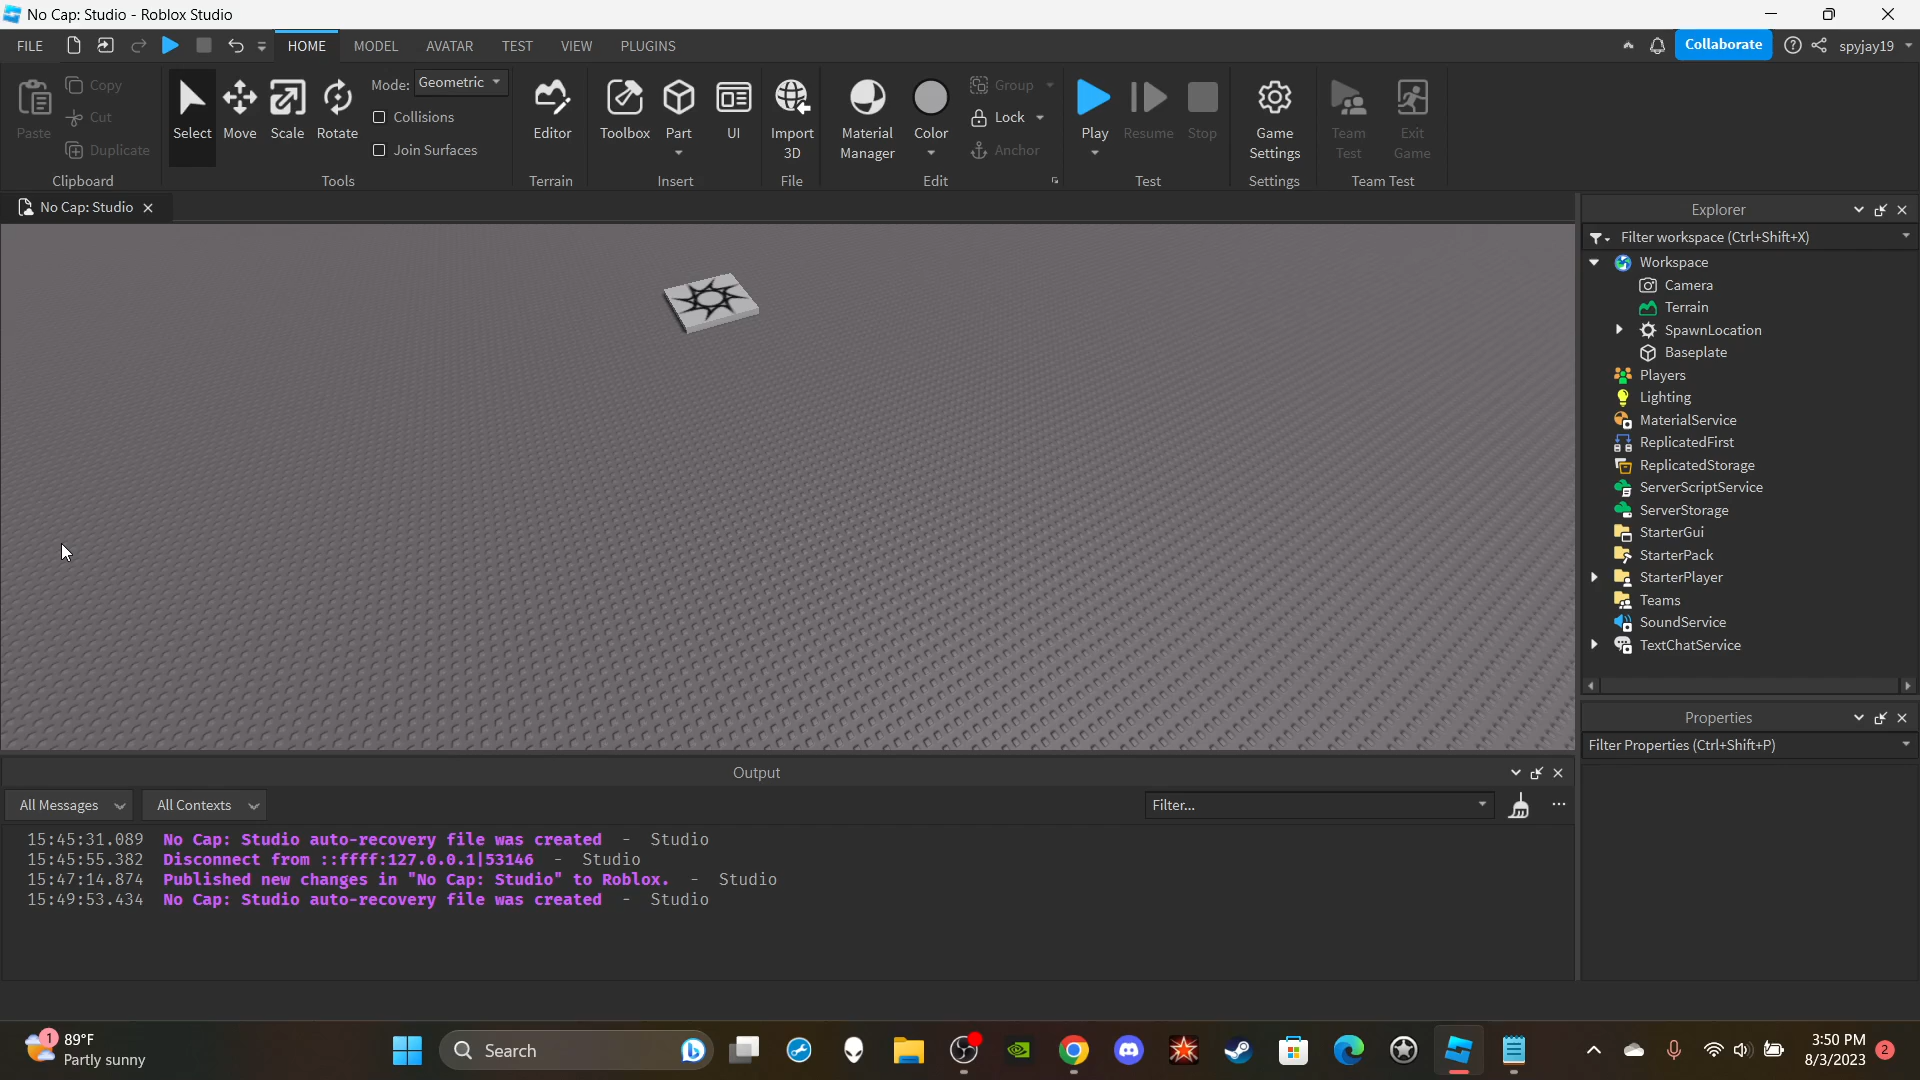 No Cap: Studio - Roblox Studio
FILE HOME MODEL AVATAR TEST VIEW PLUGINS Collaborate spyjay19
Paste Copy Cut Duplicate
Clipboard
Select Move Scale Rotate
Mode: Geometric
Collisions
Join Surfaces
Tools
Editor
Terrain
Toolbox Part UI
Insert
Import 3D
File
Material Manager Color
Group
Lock
Anchor
Edit
Play Resume Stop
Test
Game Settings
Settings
Team Test Exit Game
Team Test
No Cap: Studio
Explorer
Filter workspace (Ctrl+Shift+X)
Workspace
Camera
Terrain
SpawnLocation
Baseplate
Players
Lighting
MaterialService
ReplicatedFirst
ReplicatedStorage
ServerScriptService
ServerStorage
StarterGui
StarterPack
StarterPlayer
Teams
SoundService
TextChatService
Properties
Filter Properties (Ctrl+Shift+P)
Output
All Messages All Contexts Filter...
15:45:31.089 No Cap: Studio auto-recovery file was created - Studio
15:45:55.382 Disconnect from ::ffff:127.0.0.1|53146 - Studio
15:47:14.874 Published new changes in "No Cap: Studio" to Roblox. - Studio
15:49:53.434 No Cap: Studio auto-recovery file was created - Studio
1 89°F
Partly sunny
Search
3:50 PM
8/3/2023
2